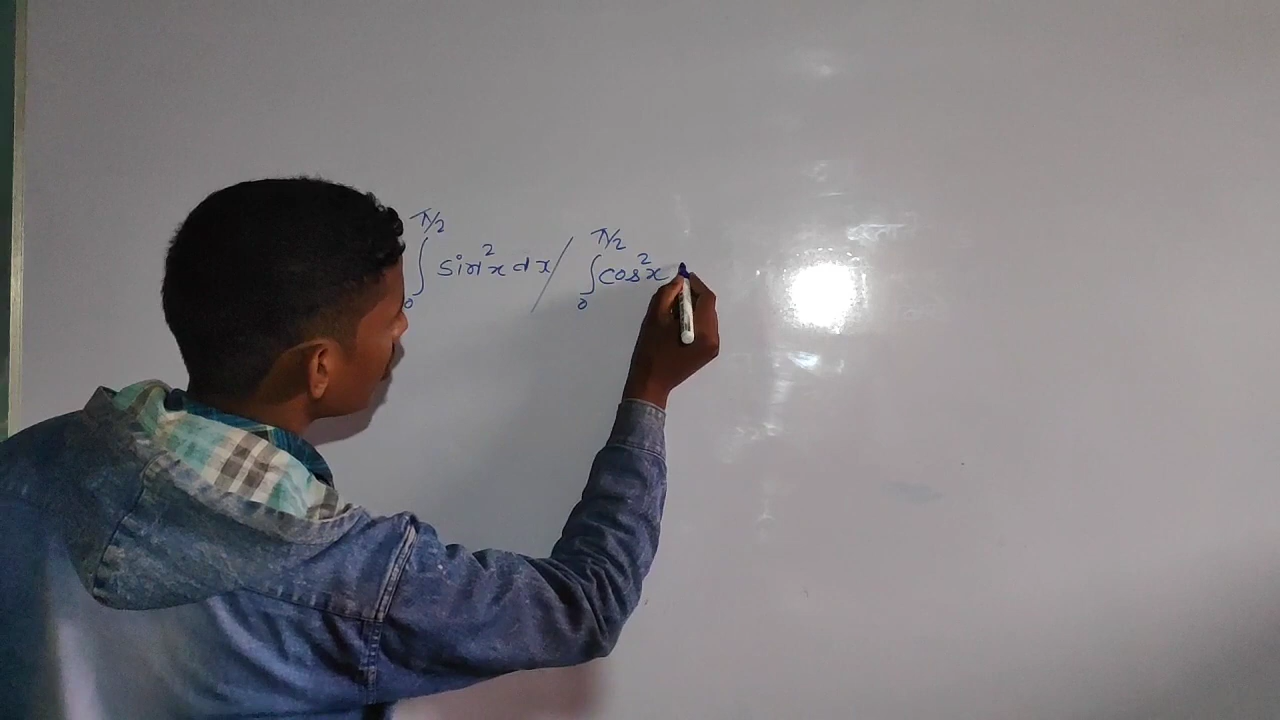 ∫₀^{π/2} sin²x dx / ∫₀^{π/2} cos²x